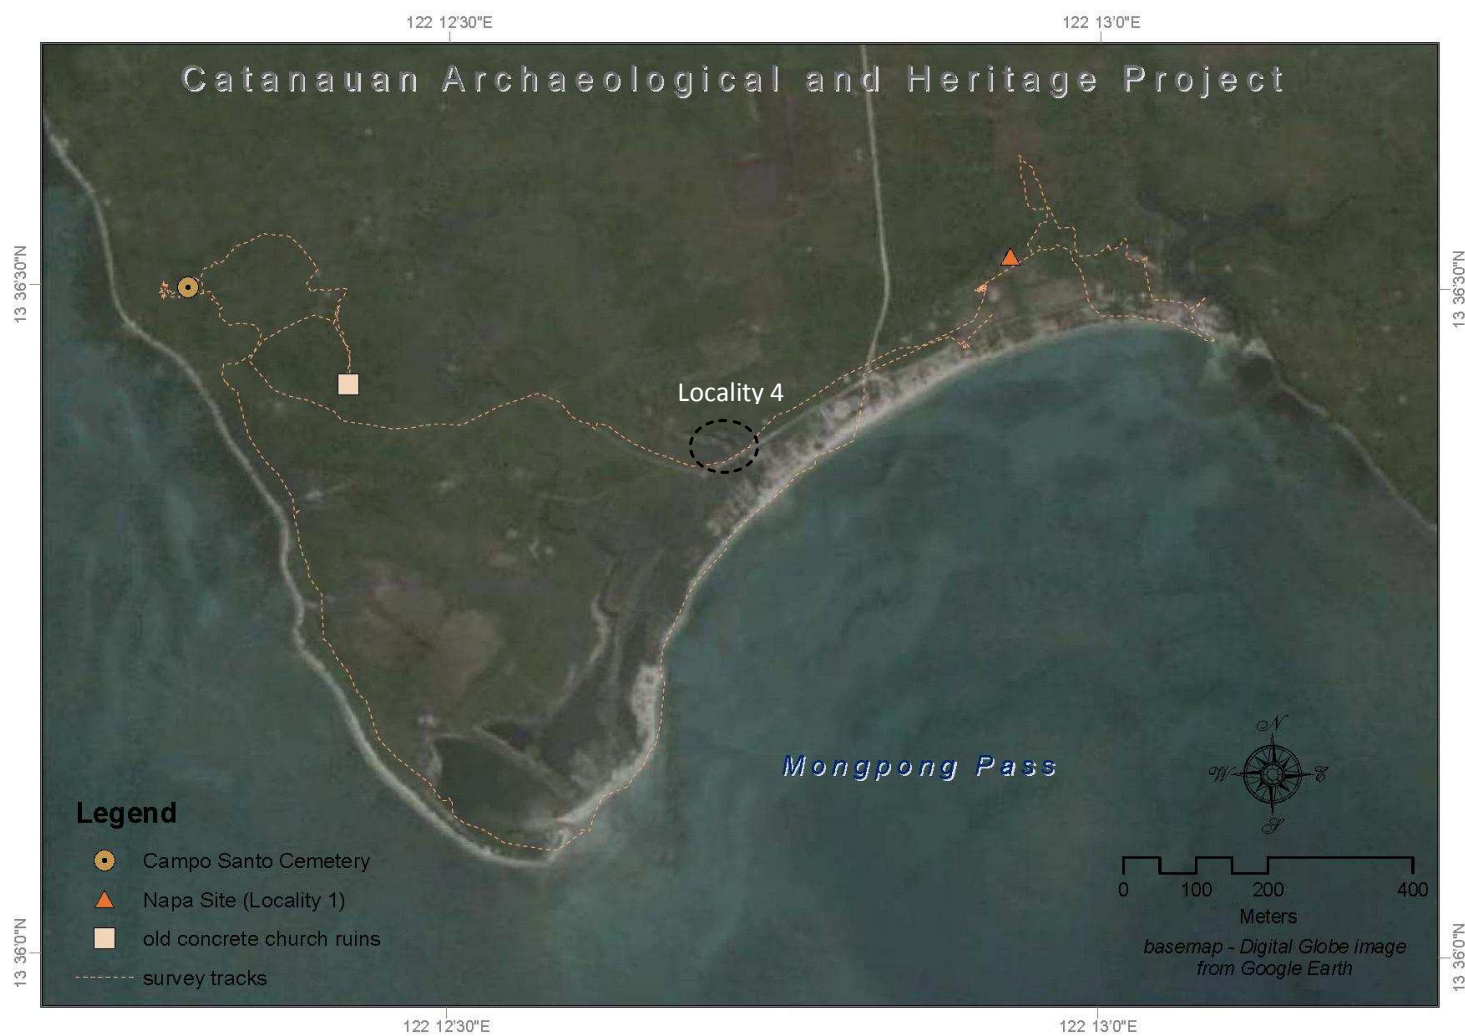 122 12'30"E
122 13'0"E
Catanauan Archaeological and Heritage Project
13 36'30"N
13 36'30"N
Locality 4
Mongpong Pass
N
W
E
S
Legend
Campo Santo Cemetery
Napa Site (Locality 1)
old concrete church ruins
survey tracks
0 100 200 400
Meters
basemap - Digital Globe image
from Google Earth
13 36'0"N
13 36'0"N
122 12'30"E
122 13'0"E